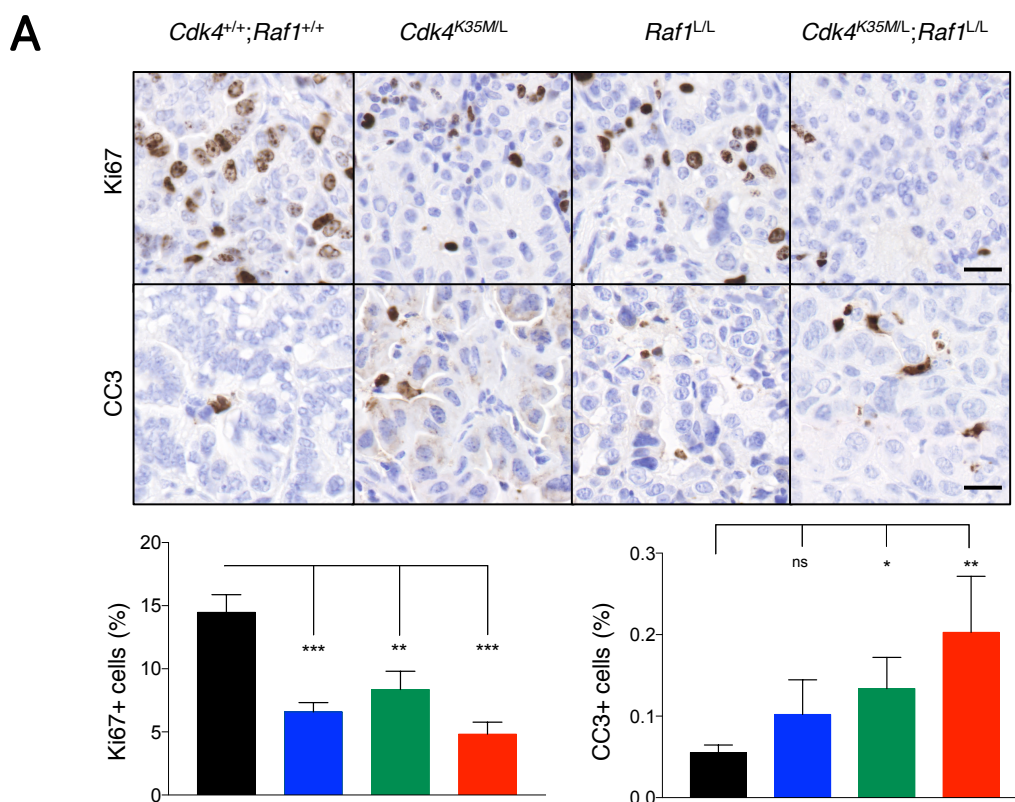 A
Cdk4+/+;Raf1+/+ Cdk4K35M/L Raf1L/L Cdk4K35M/L;Raf1L/L
Ki67
CC3
Ki67+ cells (%)
20
15
10
5
0
*** ** ***
CC3+ cells (%)
0.3
0.2
0.1
0.0
ns * **